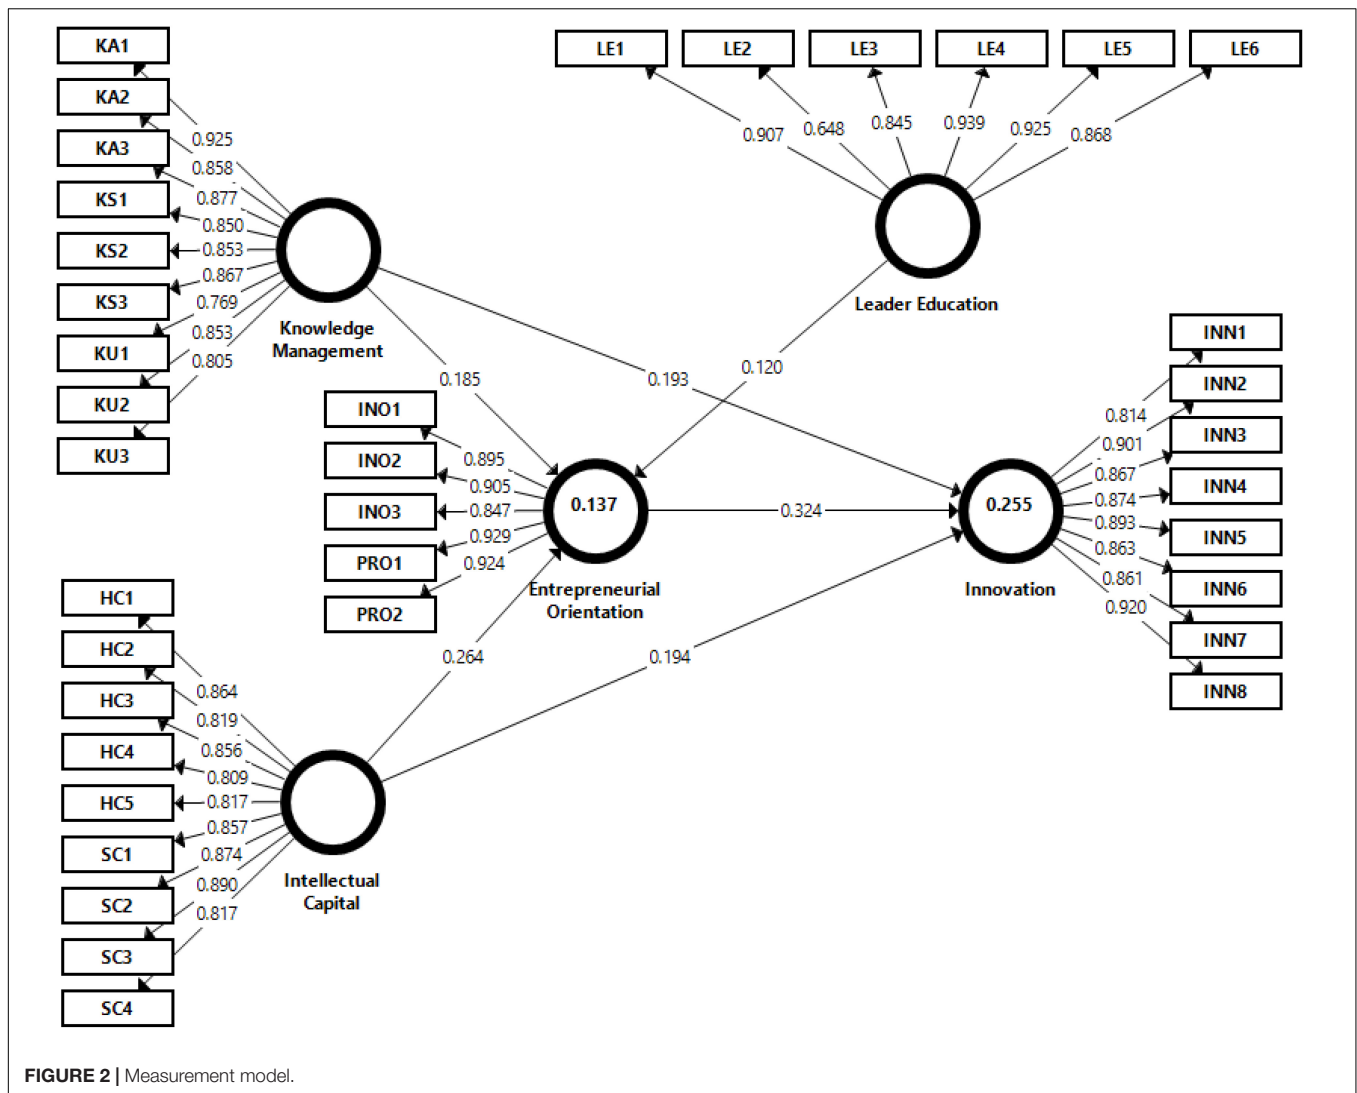 KA1
KA2
KA3
KS1
KS2
KS3
KU1
KU2
KU3
0.925
0.858
0.877
0.850
0.853
0.867
0.769
0.853
0.805
Knowledge
Management
LE1
LE2
LE3
LE4
LE5
LE6
0.907
0.648
0.845
0.939
0.925
0.868
Leader Education
0.185
0.193
0.120
INO1
INO2
INO3
PRO1
PRO2
0.895
0.905
0.847
0.929
0.924
0.137
Entrepreneurial
Orientation
0.324
0.255
Innovation
INN1
INN2
INN3
INN4
INN5
INN6
INN7
INN8
0.814
0.901
0.867
0.874
0.893
0.863
0.861
0.920
0.264
0.194
HC1
HC2
HC3
HC4
HC5
SC1
SC2
SC3
SC4
0.864
0.819
0.856
0.809
0.817
0.857
0.874
0.890
0.817
Intellectual
Capital
FIGURE 2 | Measurement model.